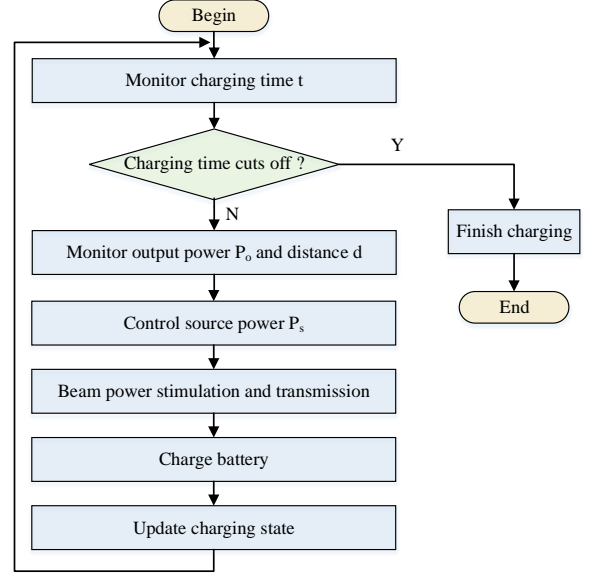 Begin
Monitor charging time t
Charging time cuts off ?
Y
N
Monitor output power Po and distance d
Finish charging
Control source power Ps
End
Beam power stimulation and transmission
Charge battery
Update charging state